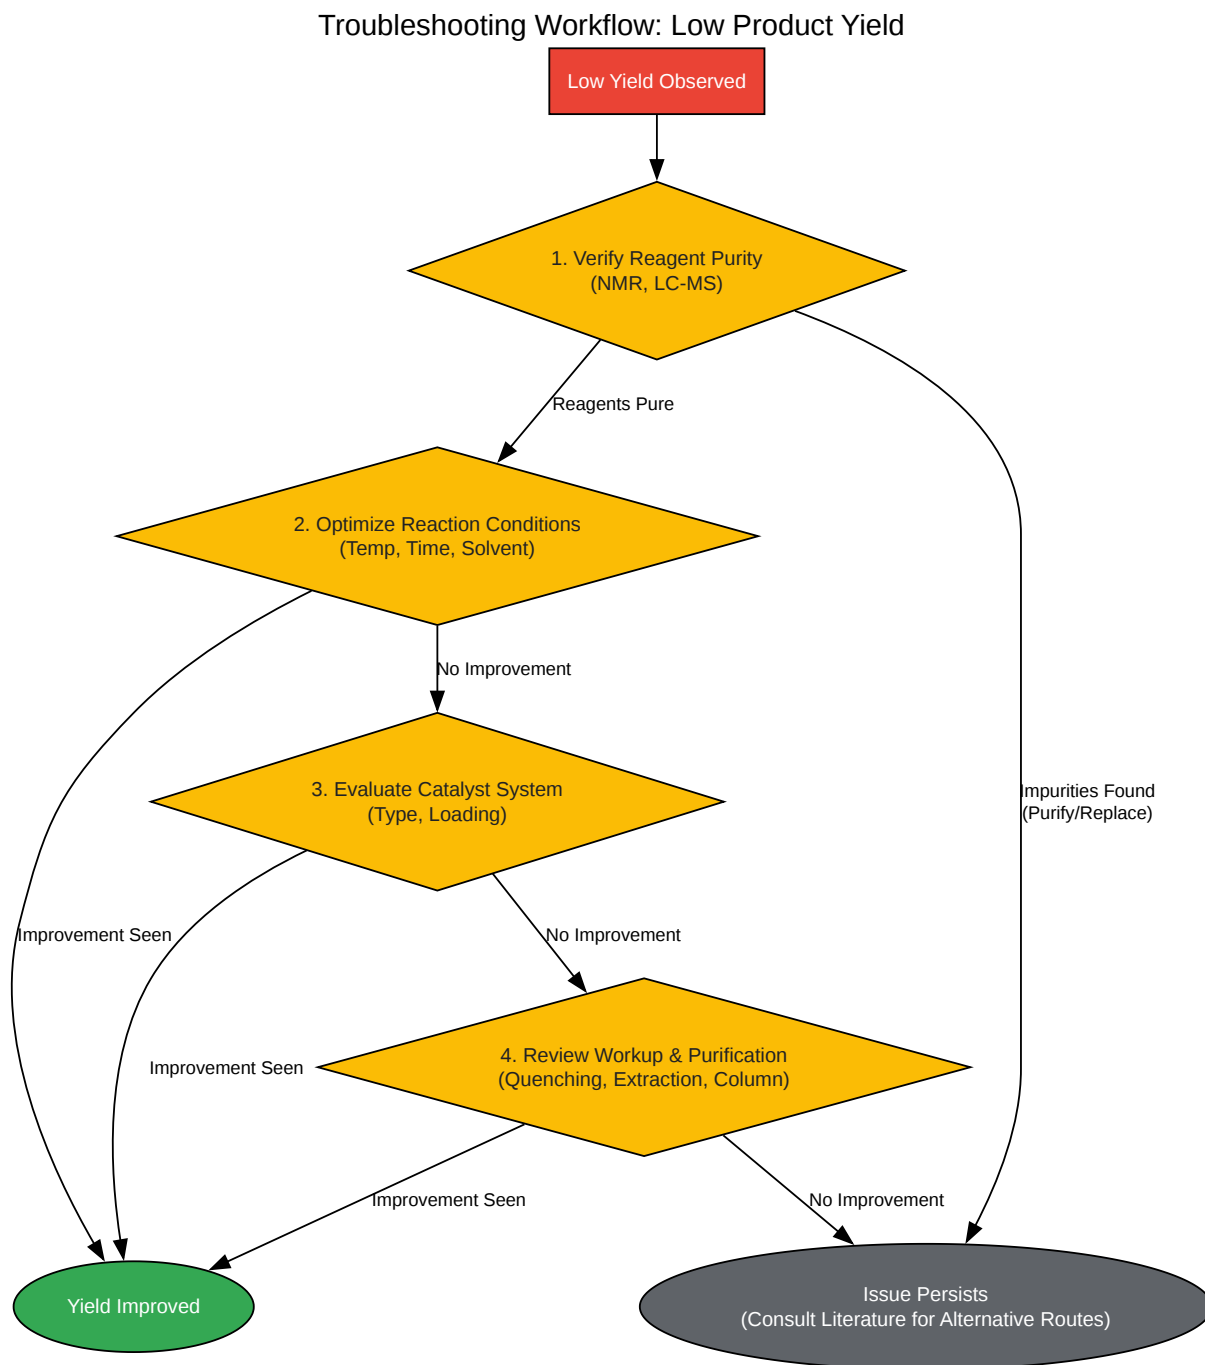 Troubleshooting Workflow: Low Product Yield
Low Yield Observed
1. Verify Reagent Purity
(NMR, LC-MS)
Reagents Pure
2. Optimize Reaction Conditions
(Temp, Time, Solvent)
No Improvement
3. Evaluate Catalyst System
(Type, Loading)
Impurities Found
(Purify/Replace)
Improvement Seen
No Improvement
Improvement Seen
4. Review Workup & Purification
(Quenching, Extraction, Column)
Improvement Seen
No Improvement
Yield Improved
Issue Persists
(Consult Literature for Alternative Routes)